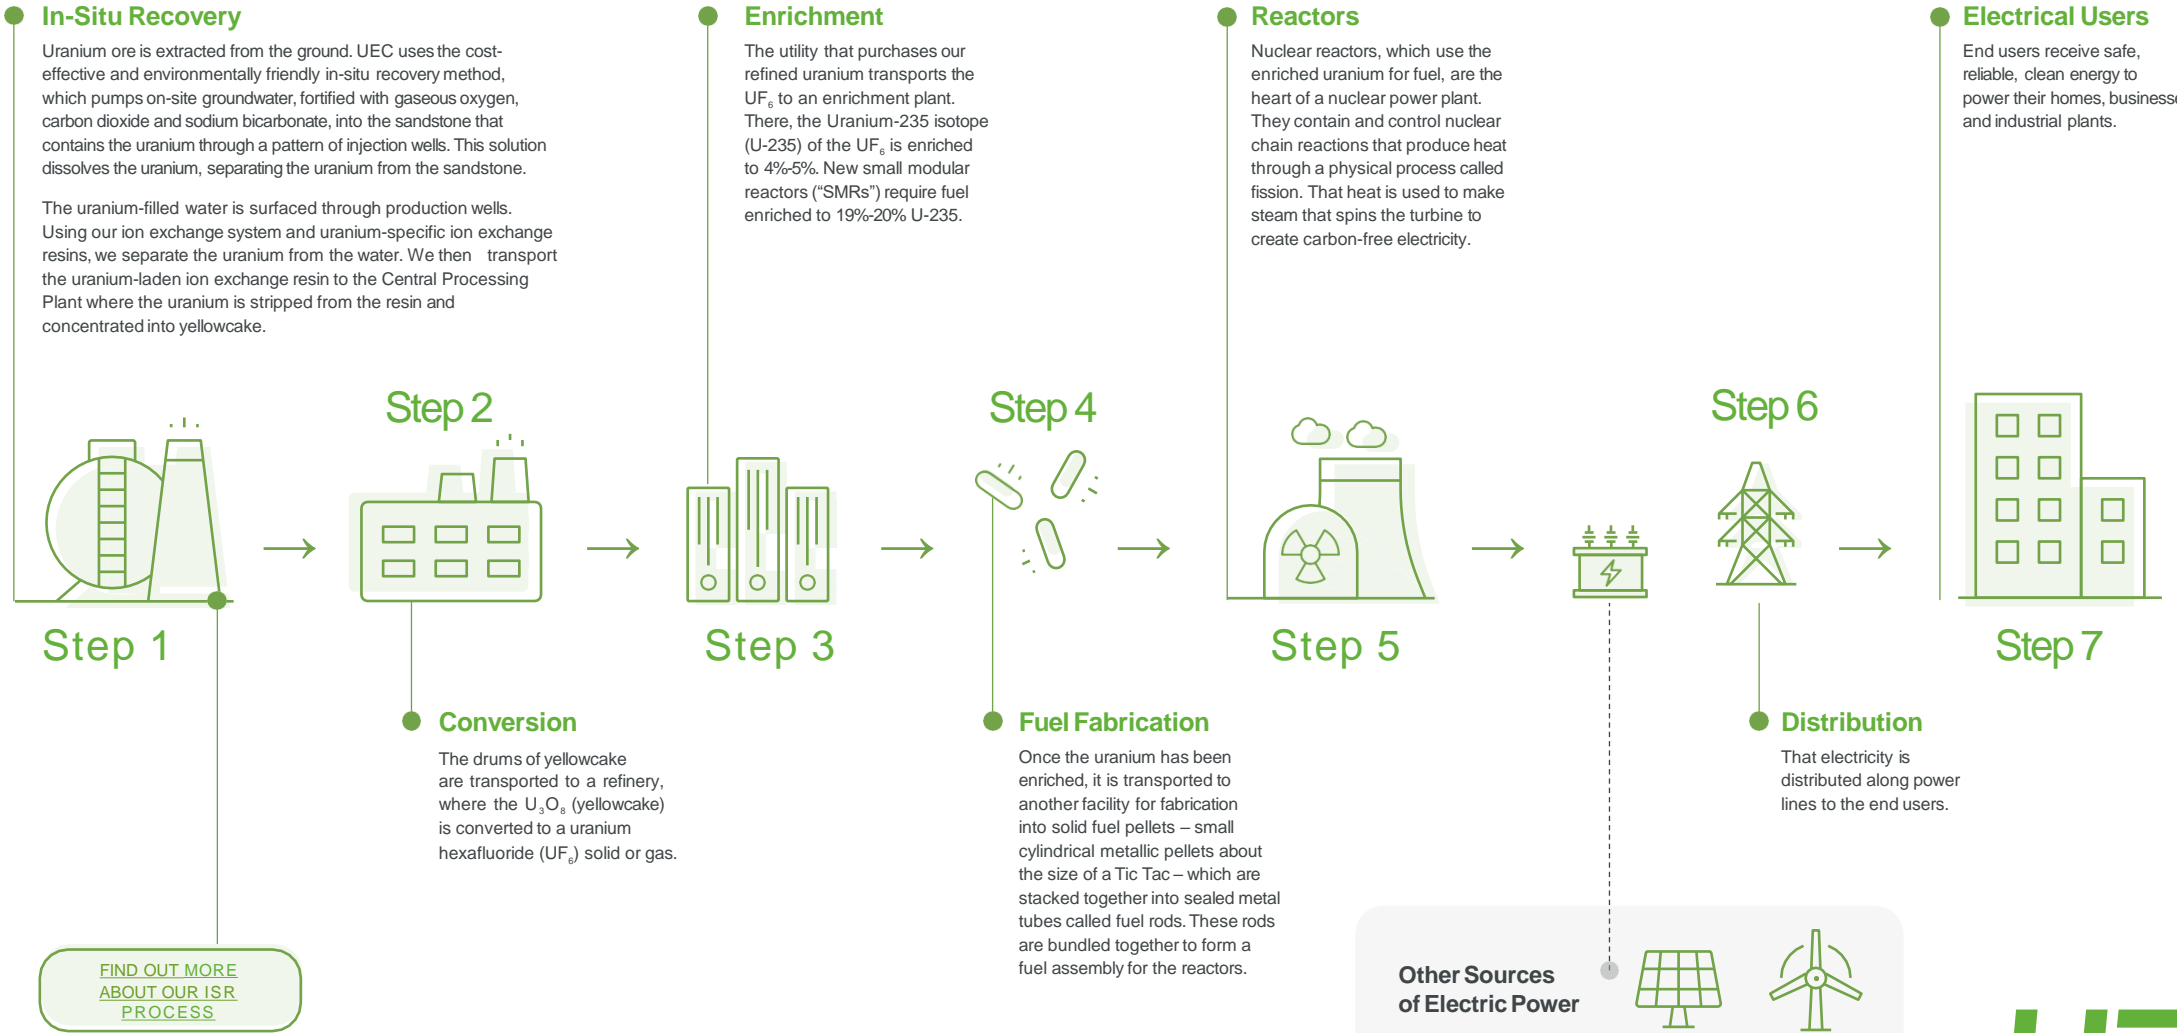 In-Situ Recovery
Uranium ore is extracted from the ground. UEC uses the cost-
effective and environmentally friendly in-situ recovery method,
which pumps on-site groundwater, fortified with gaseous oxygen,
carbon dioxide and sodium bicarbonate, into the sandstone that
contains the uranium through a pattern of injection wells. This solution
dissolves the uranium, separating the uranium from the sandstone.
The uranium-filled water is surfaced through production wells.
Using our ion exchange system and uranium-specific ion exchange
resins, we separate the uranium from the water. We then transport
the uranium-laden ion exchange resin to the Central Processing
Plant where the uranium is stripped from the resin and
concentrated into yellowcake.
Enrichment
The utility that purchases our
refined uranium transports the
UF₆ to an enrichment plant.
There, the Uranium-235 isotope
(U-235) of the UF₆ is enriched
to 4%-5%. New small modular
reactors (“SMRs”) require fuel
enriched to 19%-20% U-235.
Reactors
Nuclear reactors, which use the
enriched uranium for fuel, are the
heart of a nuclear power plant.
They contain and control nuclear
chain reactions that produce heat
through a physical process called
fission. That heat is used to make
steam that spins the turbine to
create carbon-free electricity.
Electrical Users
End users receive safe,
reliable, clean energy to
power their homes, businesse
and industrial plants.
Step 1
Step 2
Step 3
Step 4
Step 5
Step 6
Step 7
Conversion
The drums of yellowcake
are transported to a refinery,
where the U₃O₈ (yellowcake)
is converted to a uranium
hexafluoride (UF₆) solid or gas.
Fuel Fabrication
Once the uranium has been
enriched, it is transported to
another facility for fabrication
into solid fuel pellets – small
cylindrical metallic pellets about
the size of a Tic Tac – which are
stacked together into sealed metal
tubes called fuel rods. These rods
are bundled together to form a
fuel assembly for the reactors.
Distribution
That electricity is
distributed along power
lines to the end users.
FIND OUT MORE
ABOUT OUR ISR
PROCESS
Other Sources
of Electric Power